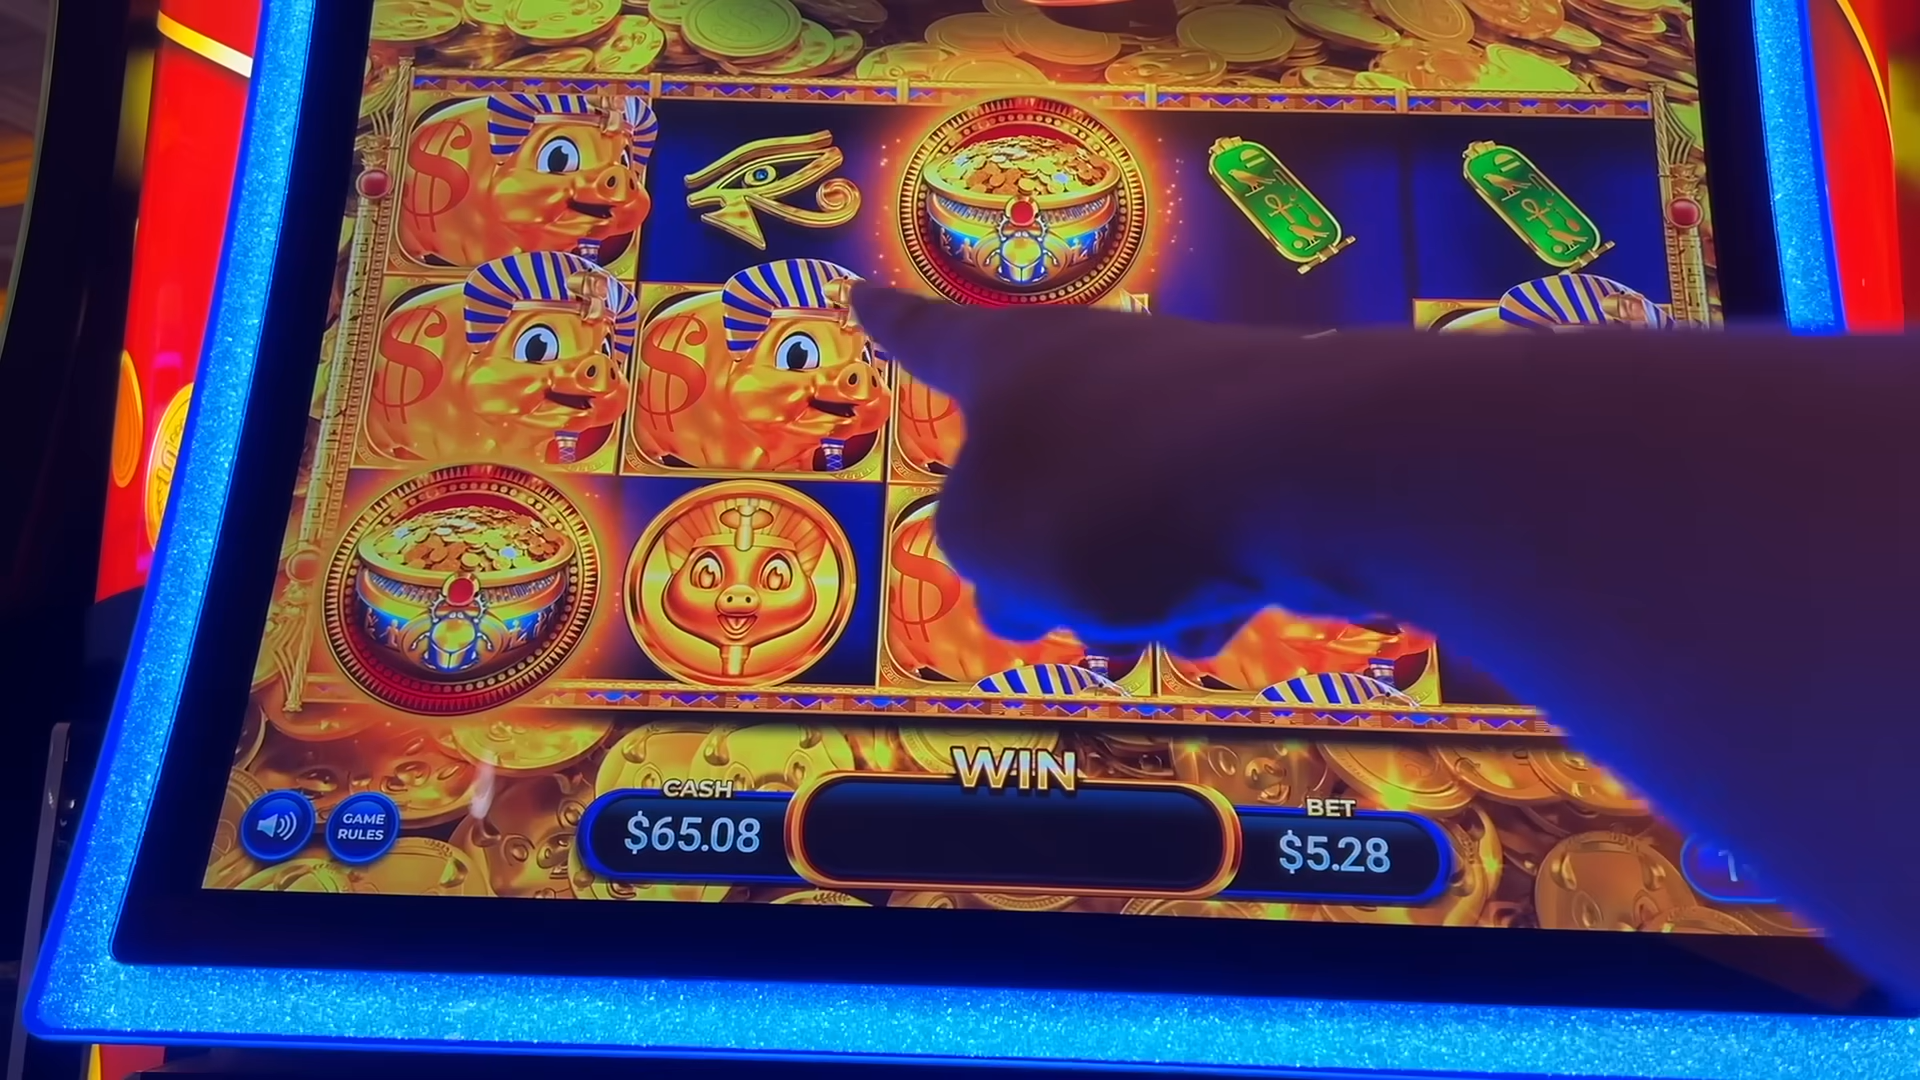 $
$
$
$
$
WIN
CASH
$65.08
BET
$5.28
GAME
RULES